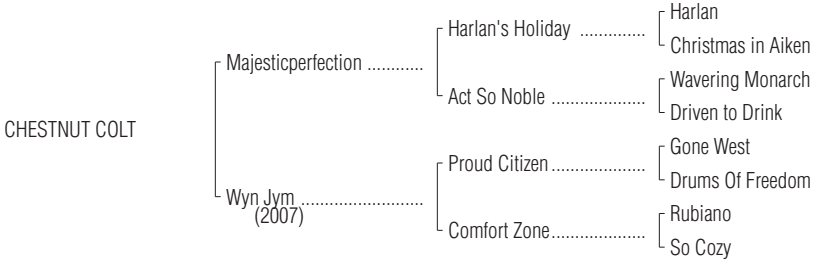 Harlan
Harlan's Holiday ..............
Christmas in Aiken
Majesticperfection ............
Wavering Monarch
Act So Noble ....................
Driven to Drink
CHESTNUT COLT
Gone West
Proud Citizen ....................
Drums Of Freedom
Wyn Jym ..........................
(2007)
Rubiano
Comfort Zone....................
So Cozy